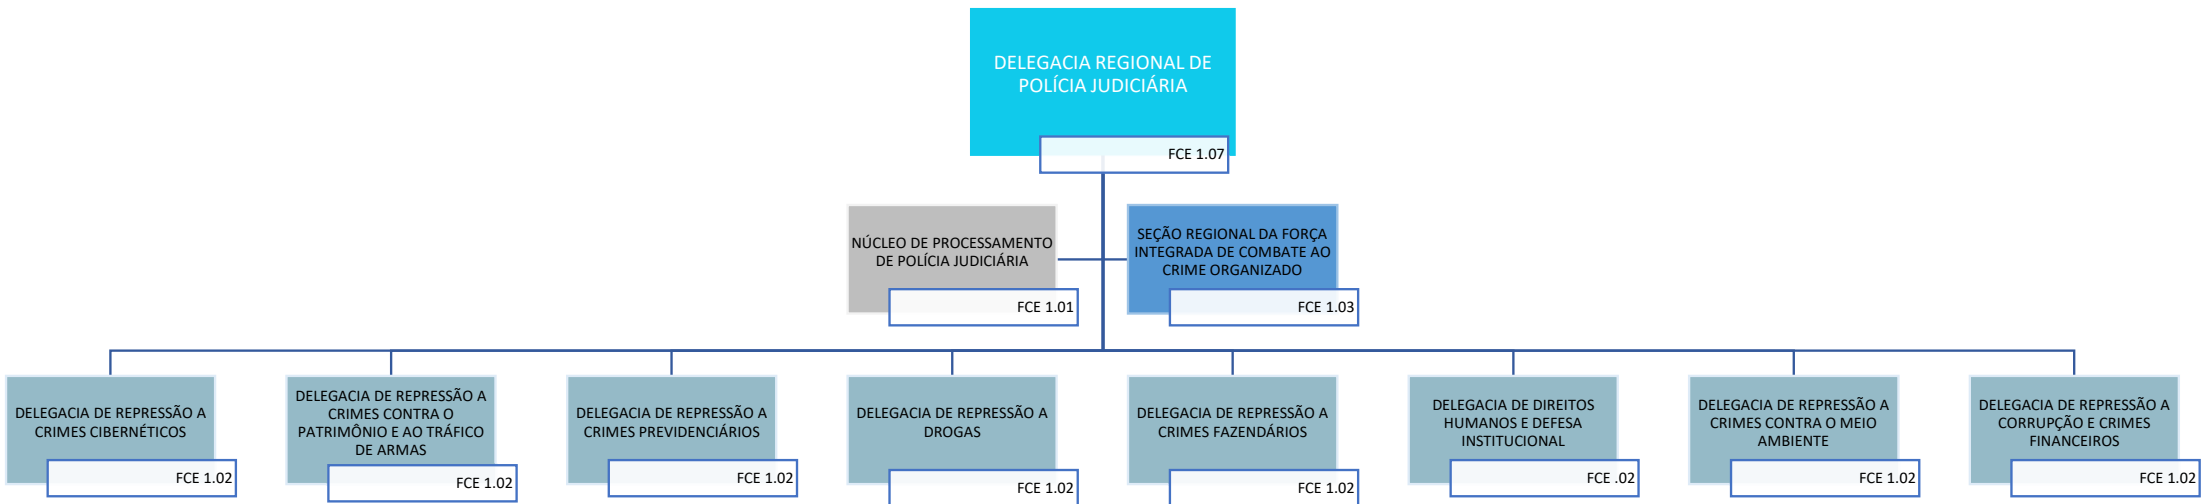 DELEGACIA REGIONAL DE
POLÍCIA JUDICIÁRIA
FCE 1.07
NÚCLEO DE PROCESSAMENTO
DE POLÍCIA JUDICIÁRIA
FCE 1.01
SEÇÃO REGIONAL DA FORÇA
INTEGRADA DE COMBATE AO
CRIME ORGANIZADO
FCE 1.03
DELEGACIA DE REPRESSÃO A
CRIMES CIBERNÉTICOS
FCE 1.02
DELEGACIA DE REPRESSÃO A
CRIMES CONTRA O
PATRIMÔNIO E AO TRÁFICO
DE ARMAS
FCE 1.02
DELEGACIA DE REPRESSÃO A
CRIMES PREVIDENCIÁRIOS
FCE 1.02
DELEGACIA DE REPRESSÃO A
DROGAS
FCE 1.02
DELEGACIA DE REPRESSÃO A
CRIMES FAZENDÁRIOS
FCE 1.02
DELEGACIA DE DIREITOS
HUMANOS E DEFESA
INSTITUCIONAL
FCE .02
DELEGACIA DE REPRESSÃO A
CRIMES CONTRA O MEIO
AMBIENTE
FCE 1.02
DELEGACIA DE REPRESSÃO A
CORRUPÇÃO E CRIMES
FINANCEIROS
FCE 1.02